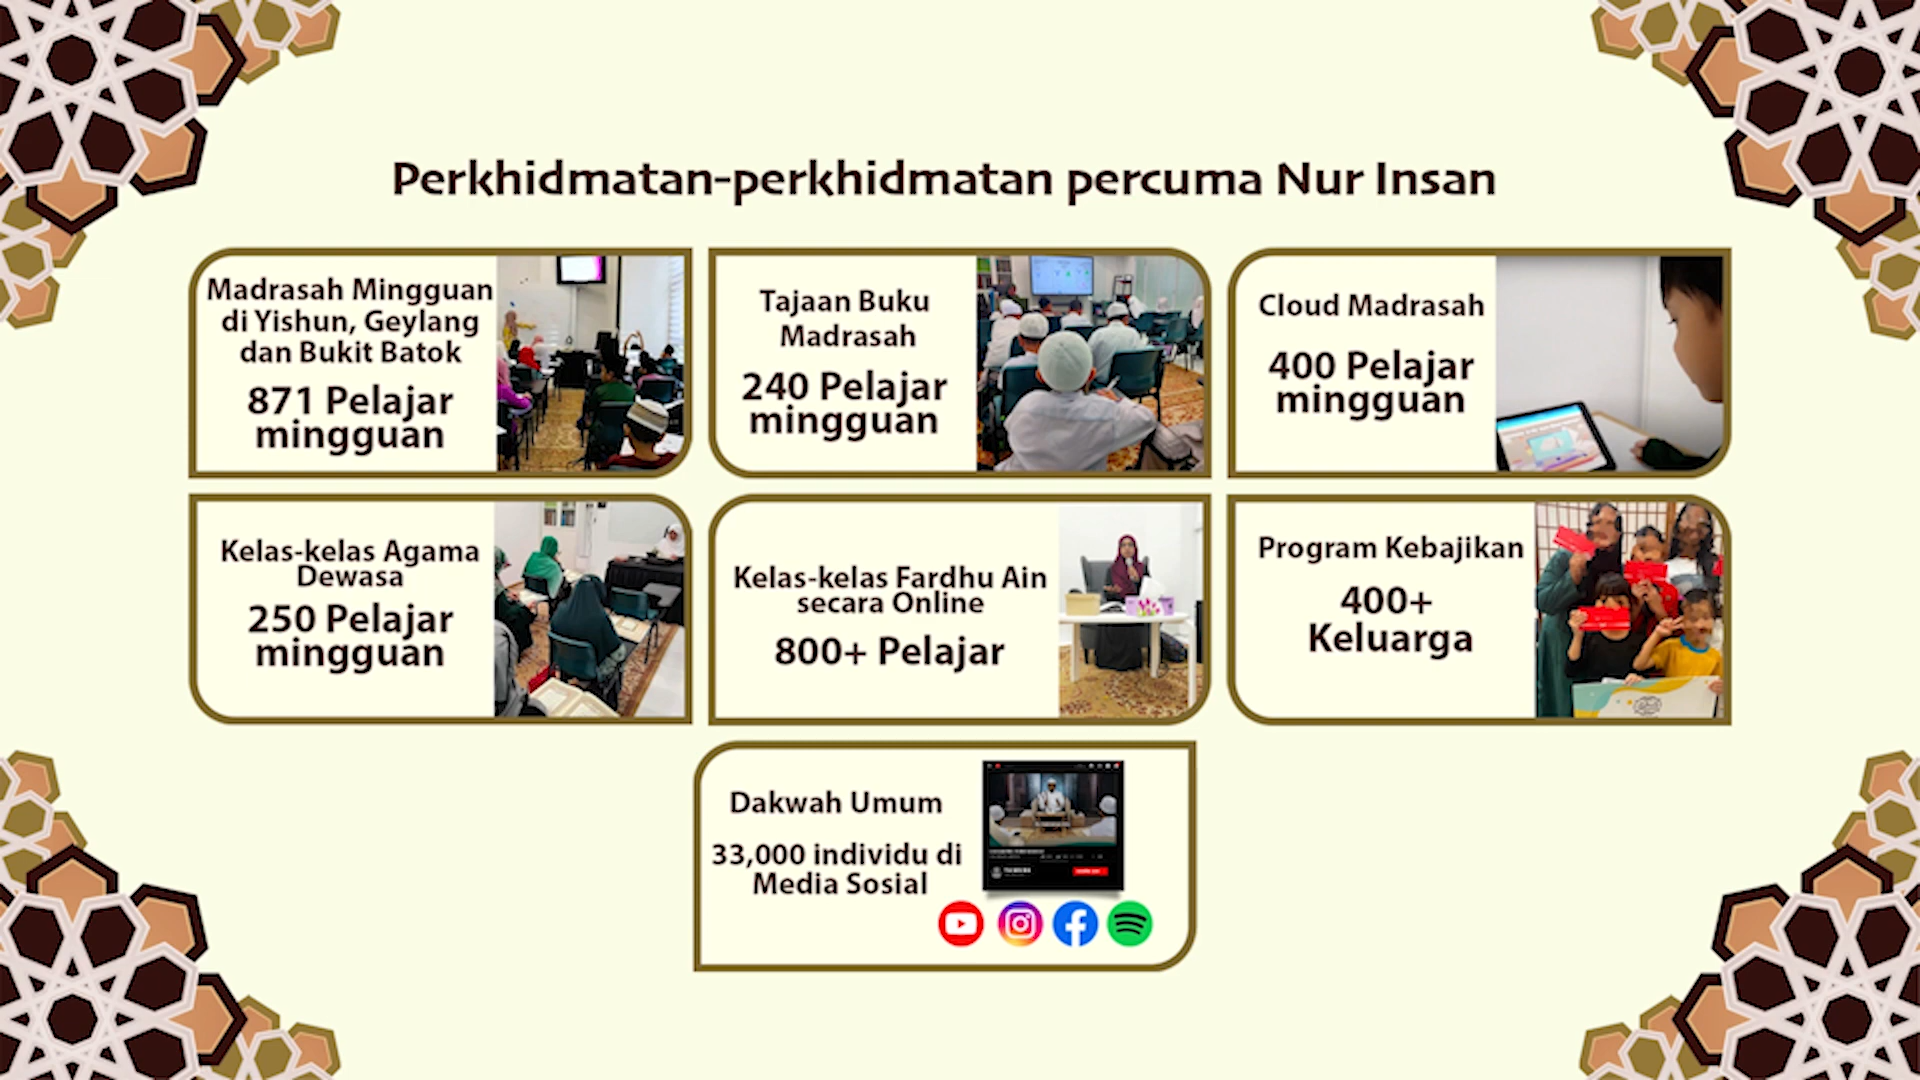 Perkhidmatan-perkhidmatan percuma Nur Insan
Madrasah Mingguan
di Yishun, Geylang
dan Bukit Batok
871 Pelajar
mingguan
Tajaan Buku
Madrasah
240 Pelajar
mingguan
Cloud Madrasah
400 Pelajar
mingguan
Kelas-kelas Agama
Dewasa
250 Pelajar
mingguan
Kelas-kelas Fardhu Ain
secara Online
800+ Pelajar
Program Kebajikan
400+
Keluarga
Dakwah Umum
33,000 individu di
Media Sosial